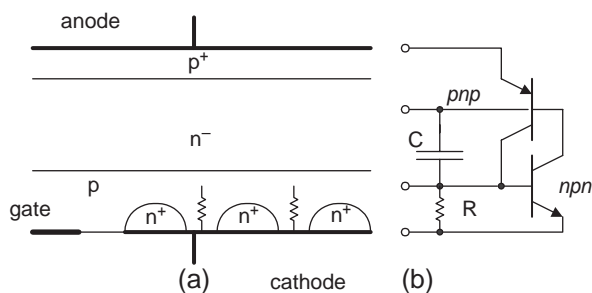 anode
p+
n−
p
gate
n+ n+ n+
(a)
cathode
pnp
C
npn
R
(b)